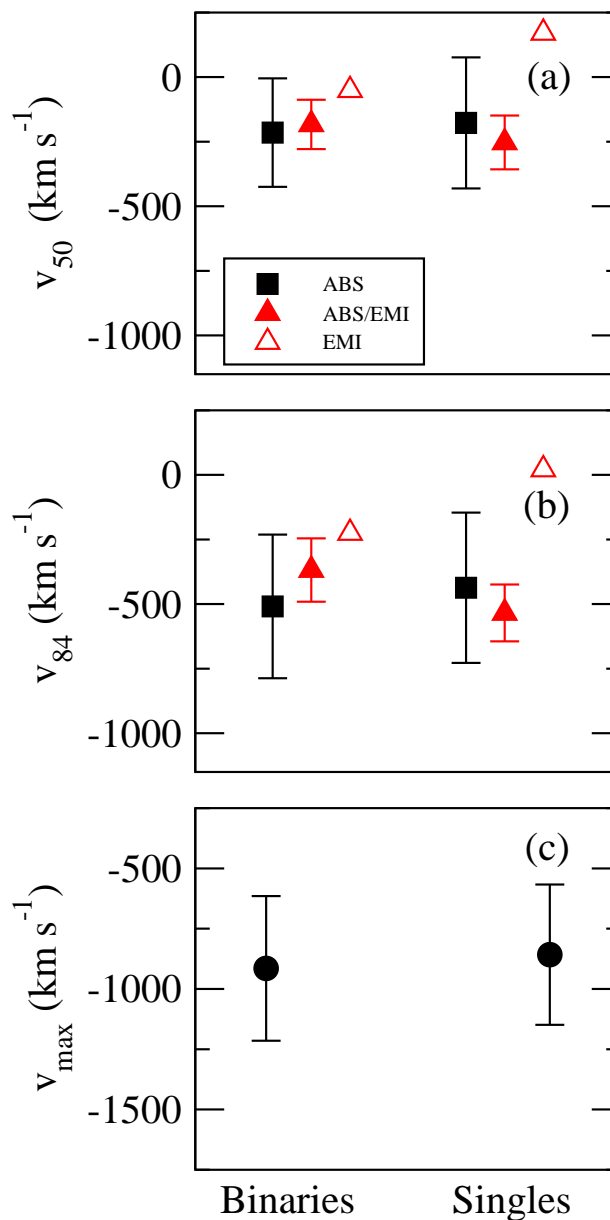 0
(a)
-500
-1000
v50 (km s-1)
ABS
ABS/EMI
EMI
0
(b)
-500
-1000
v84 (km s-1)
(c)
-500
-1000
-1500
vmax (km s-1)
Binaries Singles